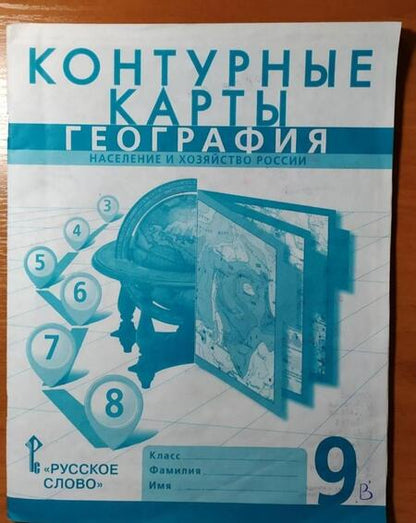 КОНТУРНЫЕ
КАРТЫ
ГЕОГРАФИЯ
НАСЕЛЕНИЕ И ХОЗЯЙСТВО РОССИИ
3
4
5
6
7
8
«РУССКОЕ
СЛОВО»
Класс
Фамилия
Имя
9
В